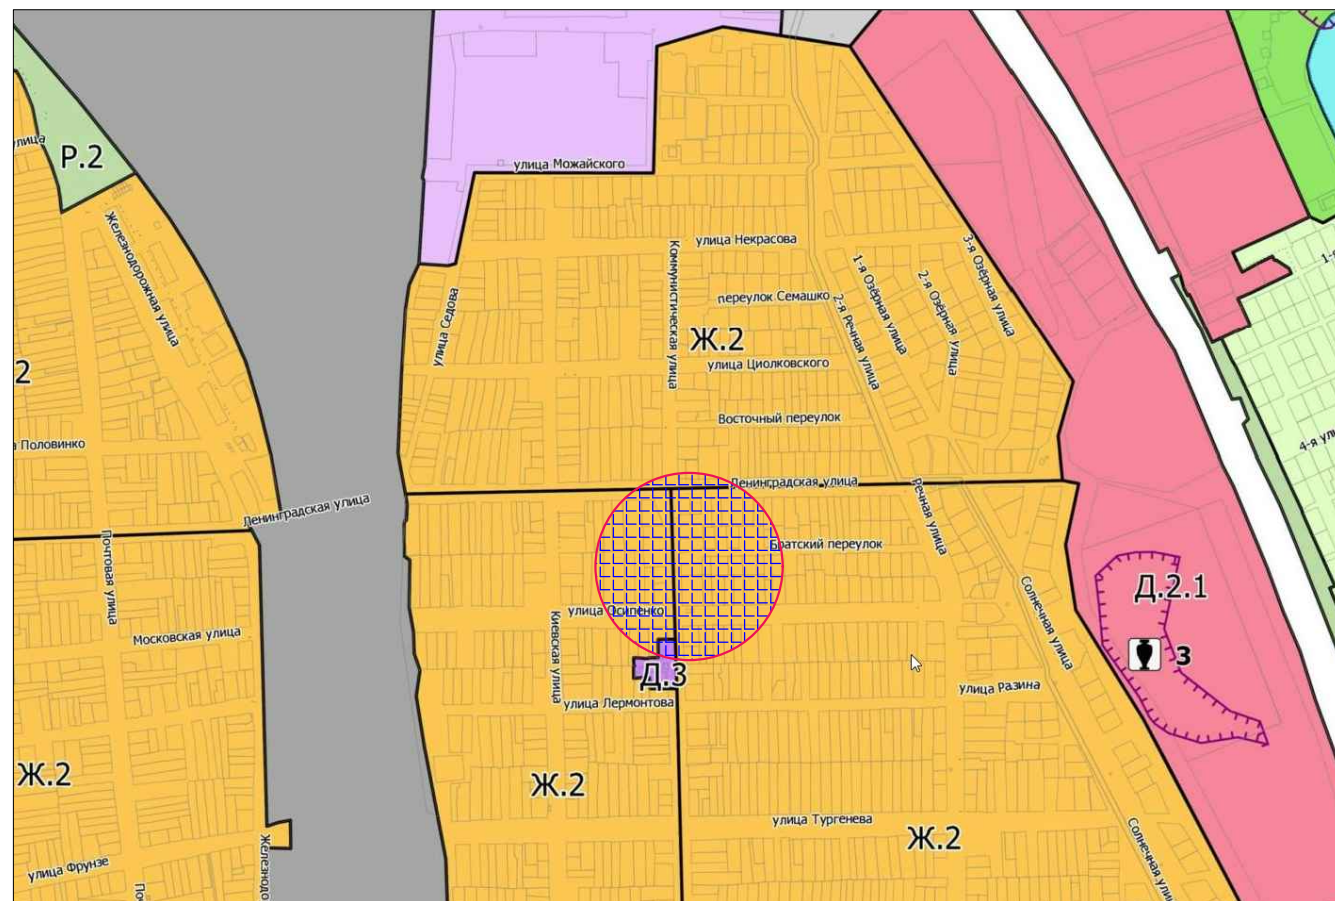 улица
Р.2
улица Можайского
Железнодорожная улица
улица Некрасова
Коммунистическая улица
3-я Озёрная улица
1-я Озёрная улица
2-я Озёрная улица
переулок Семашко
2-я Речная улица
улица Седова
Ж.2
улица Циолковского
2
Восточный переулок
Половинко
4-я
Ленинградская улица
Ленинградская улица
Речная улица
Почтовая улица
Братский переулок
Солнечная улица
Д.2.1
улица Осипенко
Киевская улица
Московская улица
3
Д.3
улица Разина
улица Лермонтова
Ж.2
Ж.2
улица Тургенева
Ж.2
Солнечная
улица Фрунзе